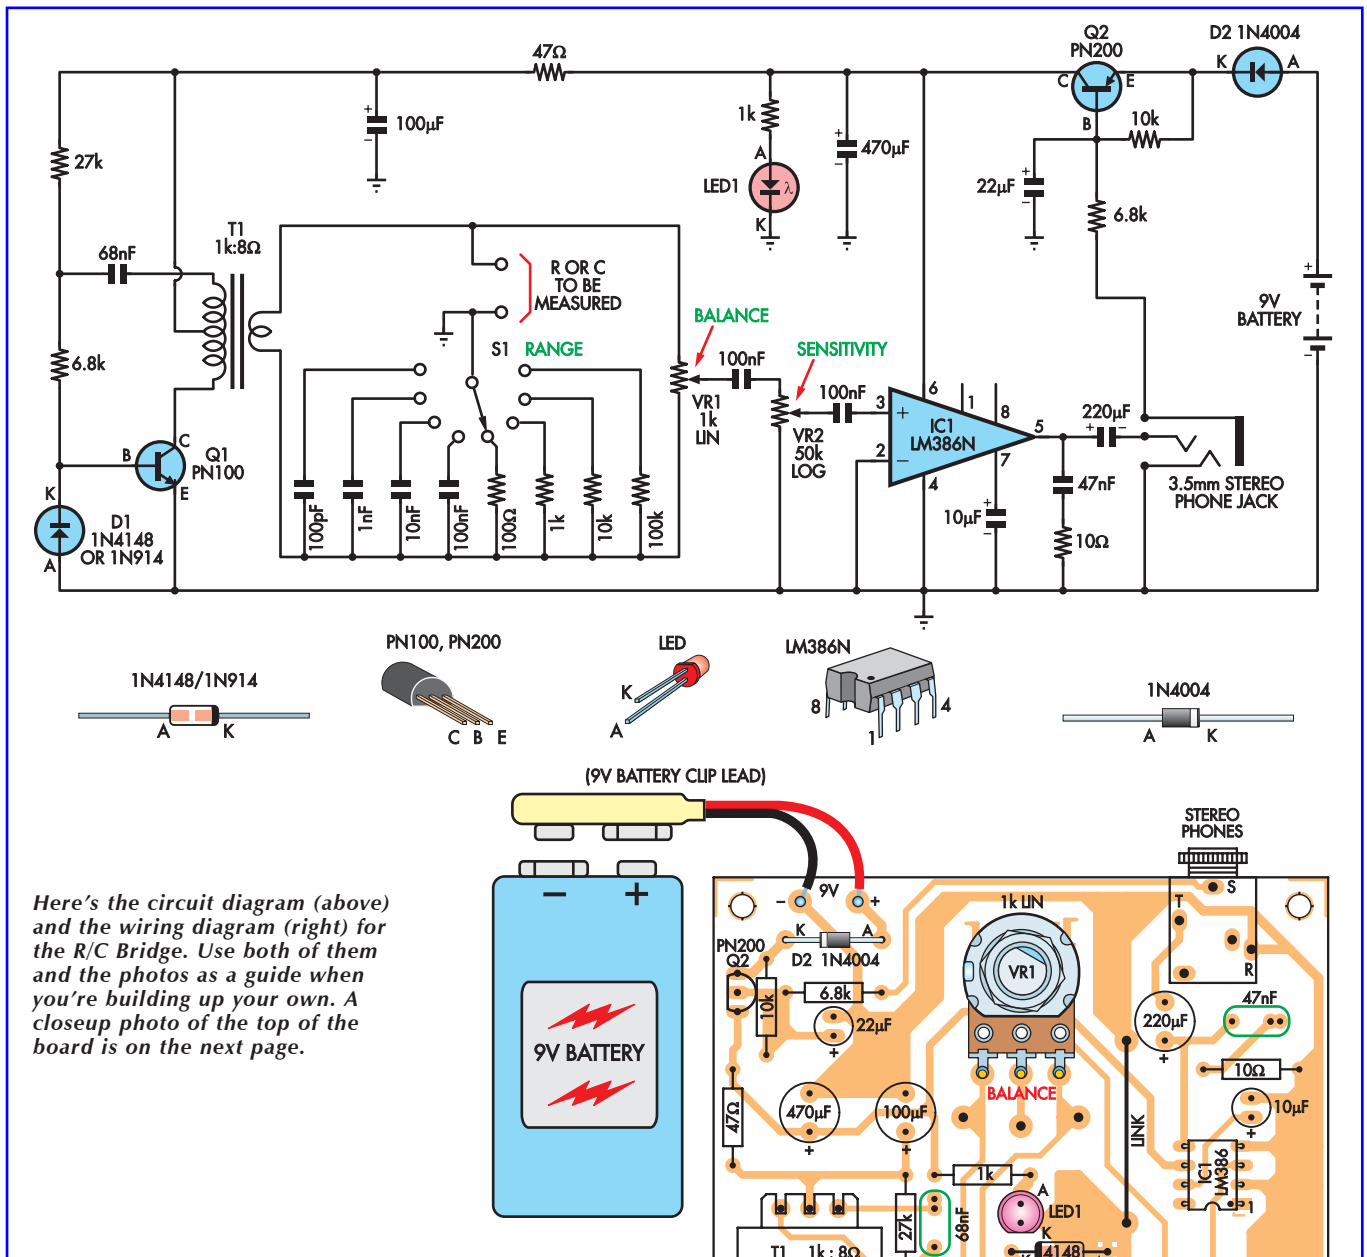 47Ω
Q2
PN200
D2 1N4004
C
E
K
A
B
10k
+
100µF
−
1k
A
LED1
λ
K
+
470µF
−
22µF
+
−
6.8k
27k
T1
1k:8Ω
68nF
R OR C
TO BE
MEASURED
S1 RANGE
BALANCE
SENSITIVITY
+
9V
BATTERY
−
6.8k
100nF
VR1
1k
LIN
100nF
VR2
50k
LOG
3
+
2
−
6
1
8
IC1
LM386N
5
7
4
220µF
+
−
B
C
Q1
PN100
E
K
D1
1N4148
OR 1N914
A
100pF
1nF
10nF
100nF
100Ω
1k
10k
100k
10µF
+
−
47nF
10Ω
3.5mm STEREO
PHONE JACK
1N4148/1N914
A
K
PN100, PN200
C B E
LED
K
A
LM386N
8
1
4
1N4004
A
K
(9V BATTERY CLIP LEAD)
−
+
9V BATTERY
Here's the circuit diagram (above)
and the wiring diagram (right) for
the R/C Bridge. Use both of them
and the photos as a guide when
you're building up your own. A
closeup photo of the top of the
board is on the next page.
STEREO
PHONES
S
T
R
−
9V
+
K
A
D2 1N4004
PN200
Q2
10k
6.8k
22µF
+
1k LIN
VR1
BALANCE
220µF
+
47nF
10Ω
10µF
+
47Ω
470µF
+
100µF
+
LINK
IC1
LM386
1
1k
A
LED1
K
27k
68nF
T1 1k : 8Ω
K
4148